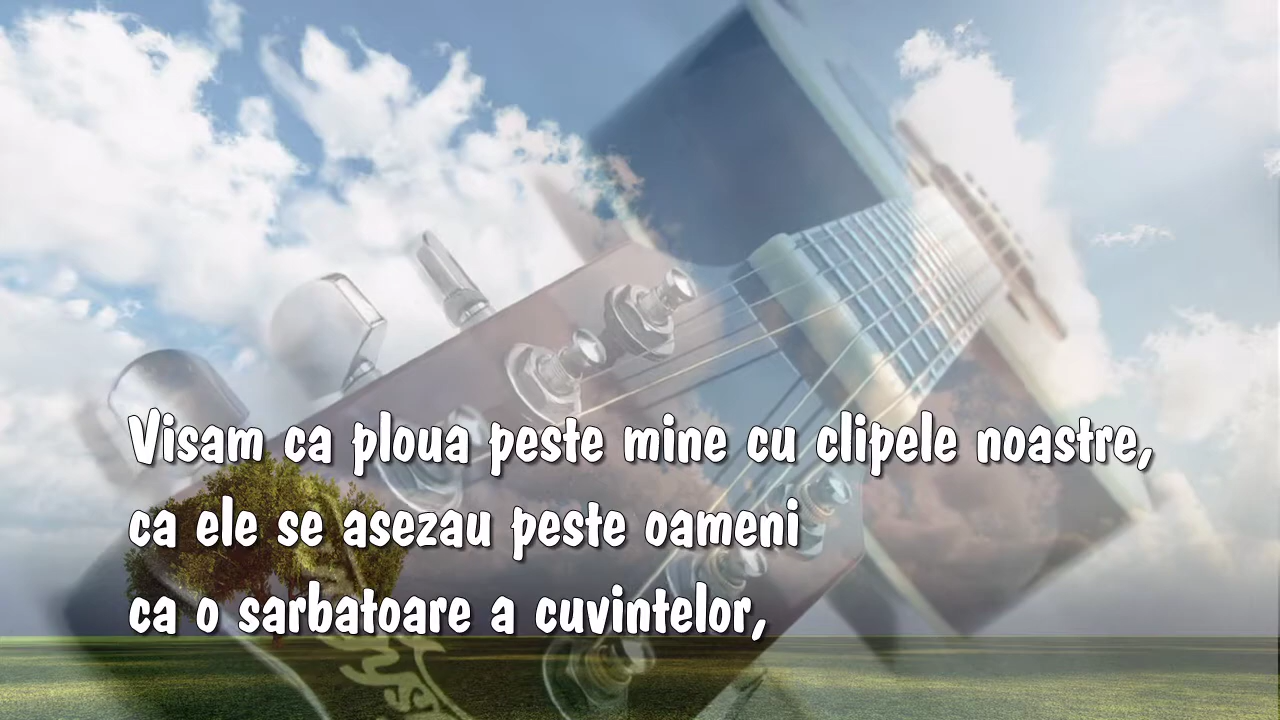 Visam ca ploua peste mine cu clipele noastre,
ca ele se asezau peste oameni
ca o sarbatoare a cuvintelor,